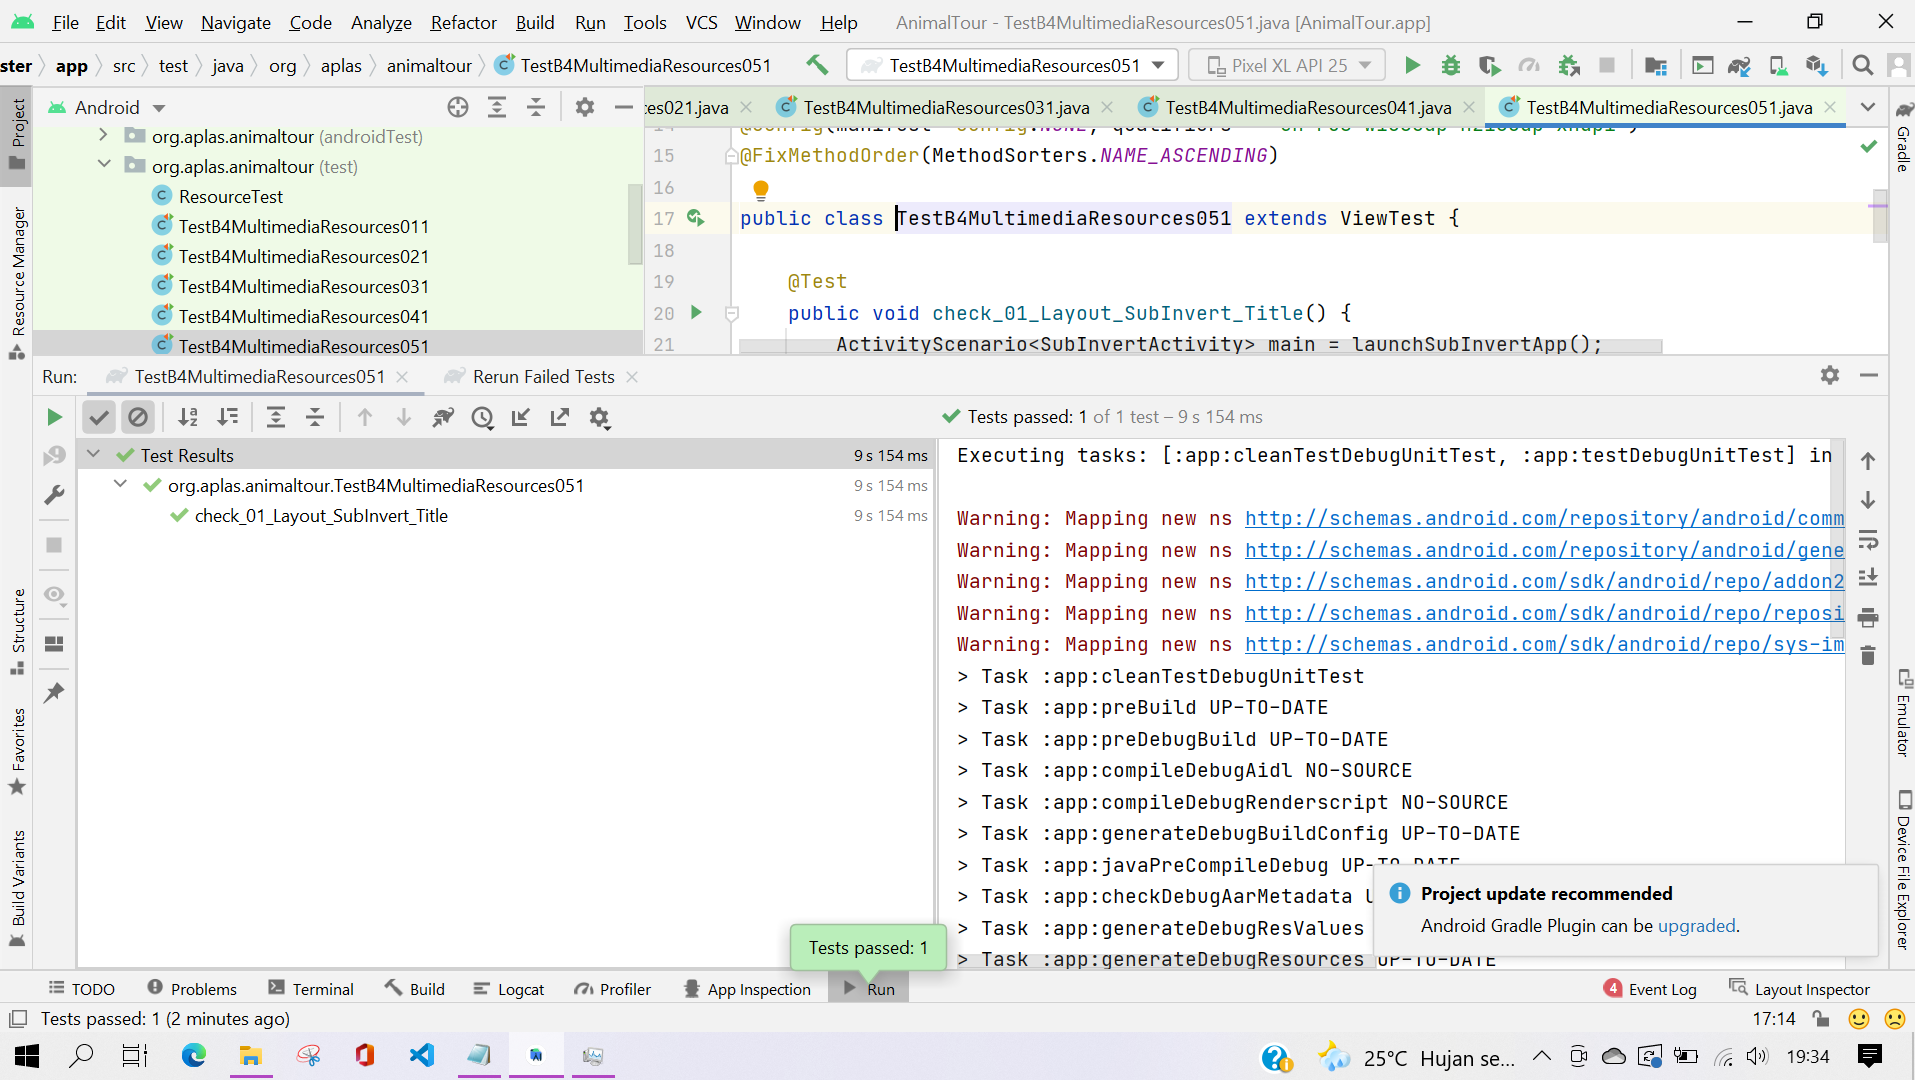 File Edit View Navigate Code Analyze Refactor Build Run Tools VCS Window Help AnimalTour - TestB4MultimediaResources051.java [AnimalTour.app]
ster app src test java org aplas animaltour TestB4MultimediaResources051 TestB4MultimediaResources051 Pixel XL API 25
Android
ces021.java TestB4MultimediaResources031.java TestB4MultimediaResources041.java TestB4MultimediaResources051.java
Project
Resource Manager
Structure
Favorites
Build Variants
org.aplas.animaltour (androidTest)
org.aplas.animaltour (test)
ResourceTest
TestB4MultimediaResources011
TestB4MultimediaResources021
TestB4MultimediaResources031
TestB4MultimediaResources041
TestB4MultimediaResources051
15 @FixMethodOrder(MethodSorters.NAME_ASCENDING)
16
17 public class TestB4MultimediaResources051 extends ViewTest {
18
19 @Test
20 public void check_01_Layout_SubInvert_Title() {
21 ActivityScenario<SubInvertActivity> main = launchSubInvertApp();
Gradle
Emulator
Device File Explorer
Run: TestB4MultimediaResources051 Rerun Failed Tests
Tests passed: 1 of 1 test – 9 s 154 ms
Test Results 9 s 154 ms
org.aplas.animaltour.TestB4MultimediaResources051 9 s 154 ms
check_01_Layout_SubInvert_Title 9 s 154 ms
Executing tasks: [:app:cleanTestDebugUnitTest, :app:testDebugUnitTest] in
Warning: Mapping new ns http://schemas.android.com/repository/android/comm
Warning: Mapping new ns http://schemas.android.com/repository/android/gene
Warning: Mapping new ns http://schemas.android.com/sdk/android/repo/addon2
Warning: Mapping new ns http://schemas.android.com/sdk/android/repo/reposi
Warning: Mapping new ns http://schemas.android.com/sdk/android/repo/sys-im
> Task :app:cleanTestDebugUnitTest
> Task :app:preBuild UP-TO-DATE
> Task :app:preDebugBuild UP-TO-DATE
> Task :app:compileDebugAidl NO-SOURCE
> Task :app:compileDebugRenderscript NO-SOURCE
> Task :app:generateDebugBuildConfig UP-TO-DATE
> Task :app:javaPreCompileDebug UP-TO-DATE
> Task :app:checkDebugAarMetadata U
> Task :app:generateDebugResValues
> Task :app:generateDebugResources UP-TO-DATE
Project update recommended
Android Gradle Plugin can be upgraded.
Tests passed: 1
TODO Problems Terminal Build Logcat Profiler App Inspection Run 4 Event Log Layout Inspector
Tests passed: 1 (2 minutes ago) 17:14
25°C Hujan se... 19:34